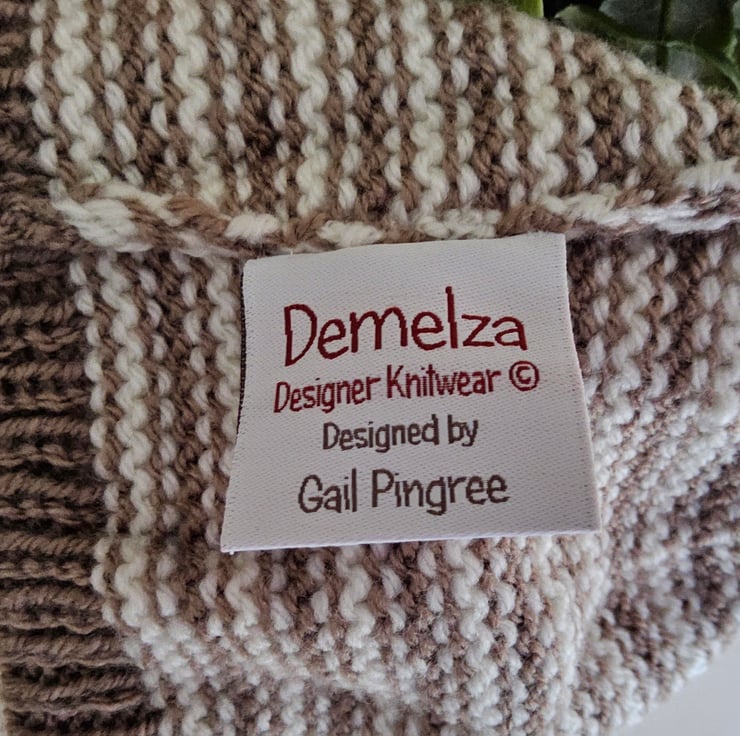 Demelza
Designer Knitwear ©
Designed by
Gail Pingree